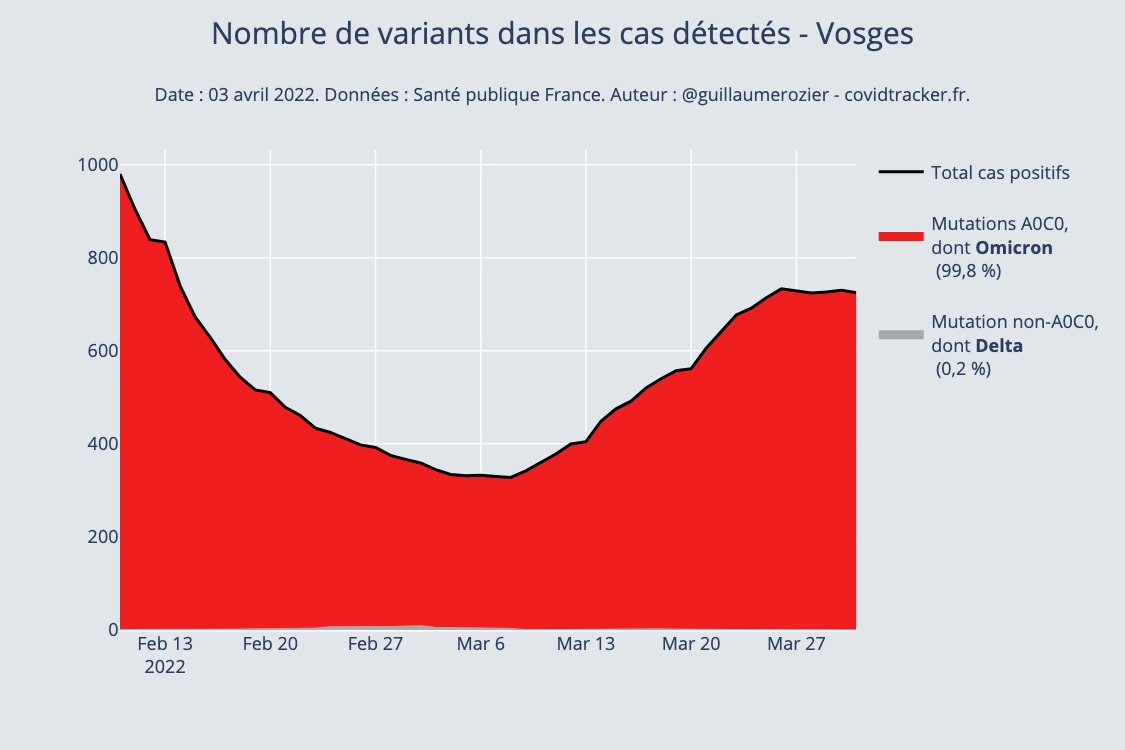 Nombre de variants dans les cas détectés - Vosges
Date : 03 avril 2022. Données : Santé publique France. Auteur : @guillaumerozier - covidtracker.fr.
1000
800
600
400
200
0
Feb 13
2022
Feb 20
Feb 27
Mar 6
Mar 13
Mar 20
Mar 27
Total cas positifs
Mutations A0C0,
dont Omicron
(99,8 %)
Mutation non-A0C0,
dont Delta
(0,2 %)